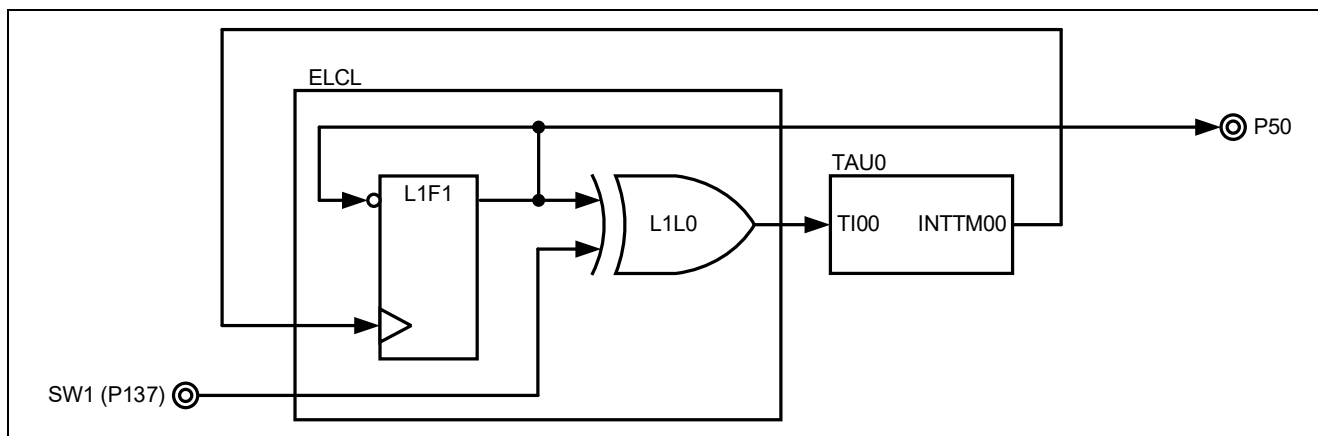 ELCL
P50
TAU0
L1F1
L1L0
TI00 INTTM00
SW1 (P137)